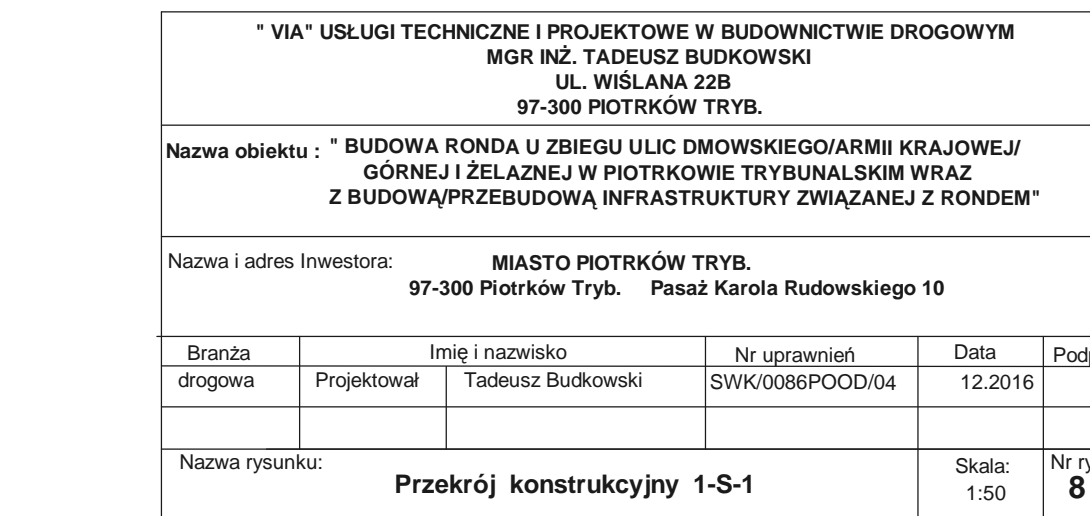 " VIA" USŁUGI TECHNICZNE I PROJEKTOWE W BUDOWNICTWIE DROGOWYM
MGR INŻ. TADEUSZ BUDKOWSKI
UL. WIŚLANA 22B
97-300 PIOTRKÓW TRYB.
Nazwa obiektu : " BUDOWA RONDA U ZBIEGU ULIC DMOWSKIEGO/ARMII KRAJOWEJ/
GÓRNEJ I ŻELAZNEJ W PIOTRKOWIE TRYBUNALSKIM WRAZ
Z BUDOWĄ/PRZEBUDOWĄ INFRASTRUKTURY ZWIĄZANEJ Z RONDEM"
Nazwa i adres Inwestora: MIASTO PIOTRKÓW TRYB.
97-300 Piotrków Tryb. Pasaż Karola Rudowskiego 10
Branża Imię i nazwisko Nr uprawnień Data
drogowa Projektował Tadeusz Budkowski SWK/0086POOD/04 12.2016
Nazwa rysunku: Skala: Nr
Przekrój konstrukcyjny 1-S-1 1:50 8